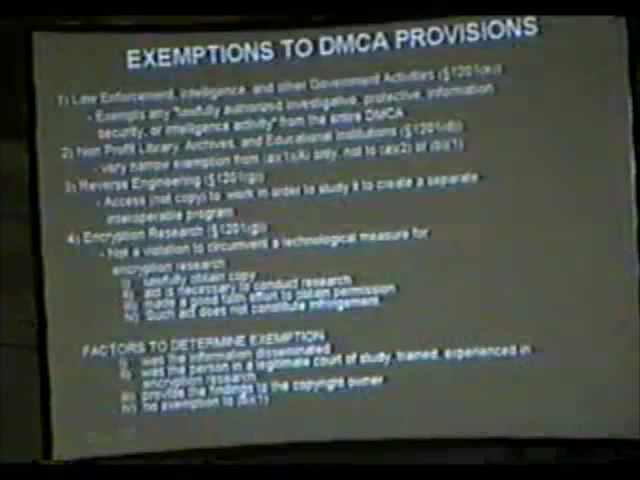 EXEMPTIONS TO DMCA PROVISIONS
1) Law Enforcement, Intelligence, and other Government Activities (§1201(e))
- Exempts any "lawfully authorized investigative, protective, information
security, or intelligence activity" from the entire DMCA
2) Non Profit Library, Archives, and Educational Institutions (§1201(d))
- very narrow exemption from (a)(1)(A) only, not to (a)(2) or (b)(1)
3) Reverse Engineering (§1201(f))
- Access (not copy) to work in order to study it to create a separate
interoperable program
4) Encryption Research (§1201(g))
- Not a violation to circumvent a technological measure for
encryption research
i) lawfully obtain copy
ii) act is necessary to conduct research
iii) made a good faith effort to obtain permission
iv) such act does not constitute infringement
FACTORS TO DETERMINE EXEMPTION
i) was the information disseminated
ii) was the person in a legitimate court of study, trained, experienced in
encryption research
iii) provide the findings to the copyright owner
iv) no exemption to (b)(1)